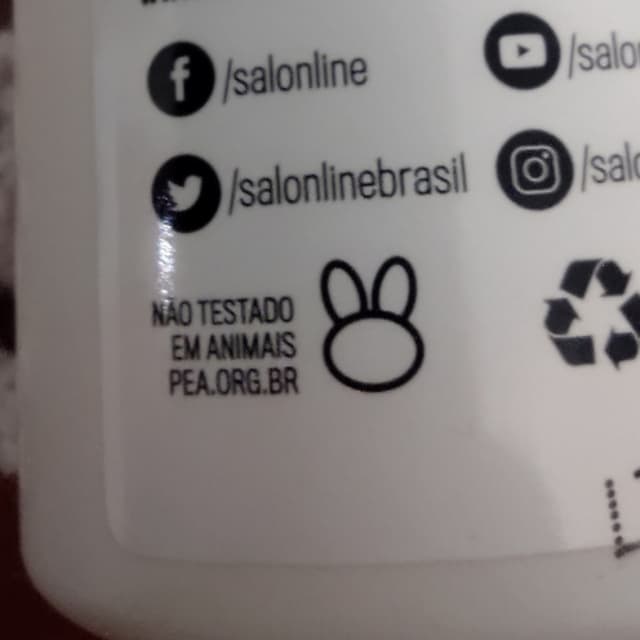 /salonline
/salonlinebrasil
NÃO TESTADO
EM ANIMAIS
PEA.ORG.BR